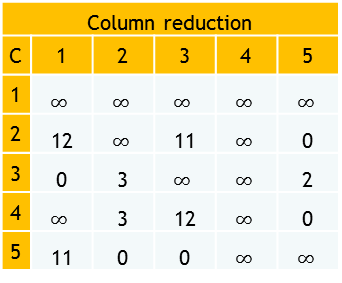 Column reduction
C 1 2 3 4 5
1 ∞ ∞ ∞ ∞ ∞
2 12 ∞ 11 ∞ 0
3 0 3 ∞ ∞ 2
4 ∞ 3 12 ∞ 0
5 11 0 0 ∞ ∞